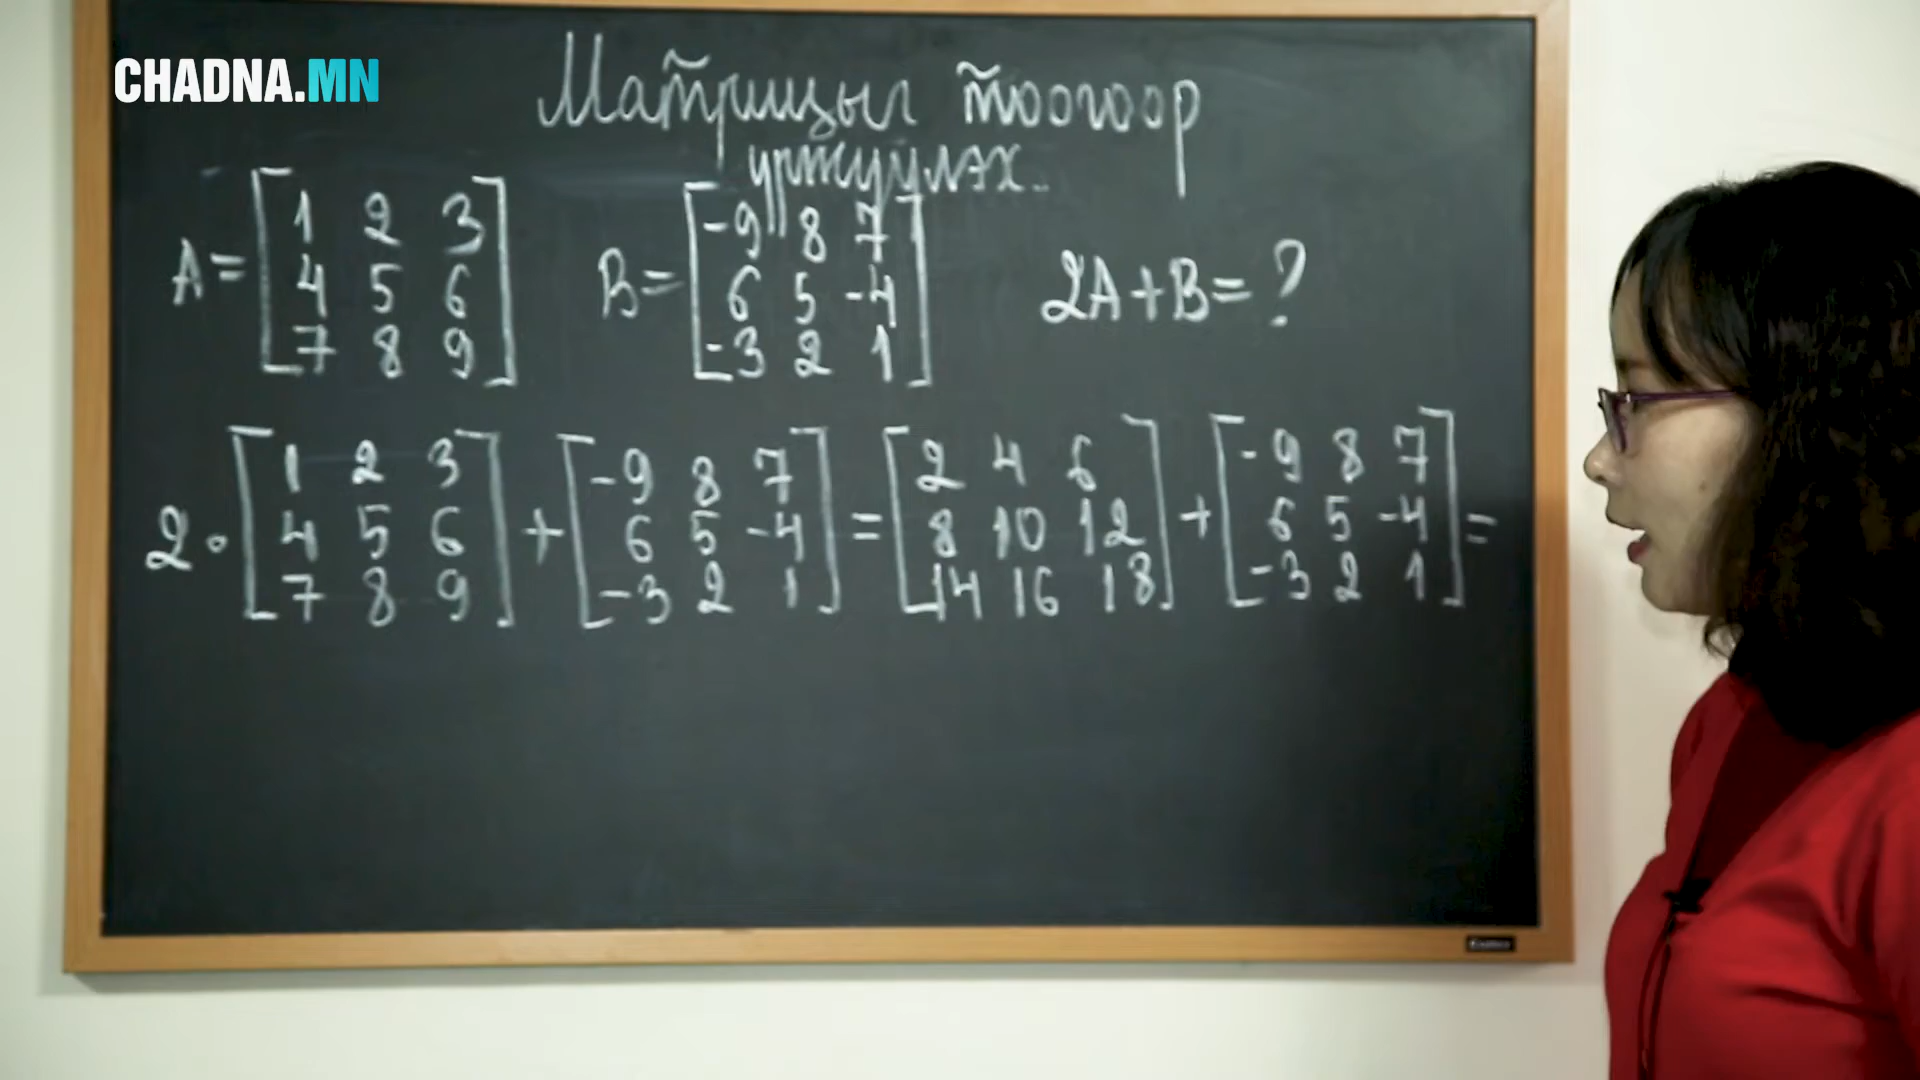 CHADNA.MN
Матрицыг тоогоор
үржүүлэх.
A = [1 2 3] B = [-9 8 7] 2A+B= ?
[4 5 6] [6 5 -4]
[7 8 9] [-3 2 1]
2 · [1 2 3] + [-9 8 7] = [2 4 6] + [-9 8 7] =
[4 5 6] [6 5 -4] [8 10 12] [6 5 -4]
[7 8 9] [-3 2 1] [14 16 18] [-3 2 1]